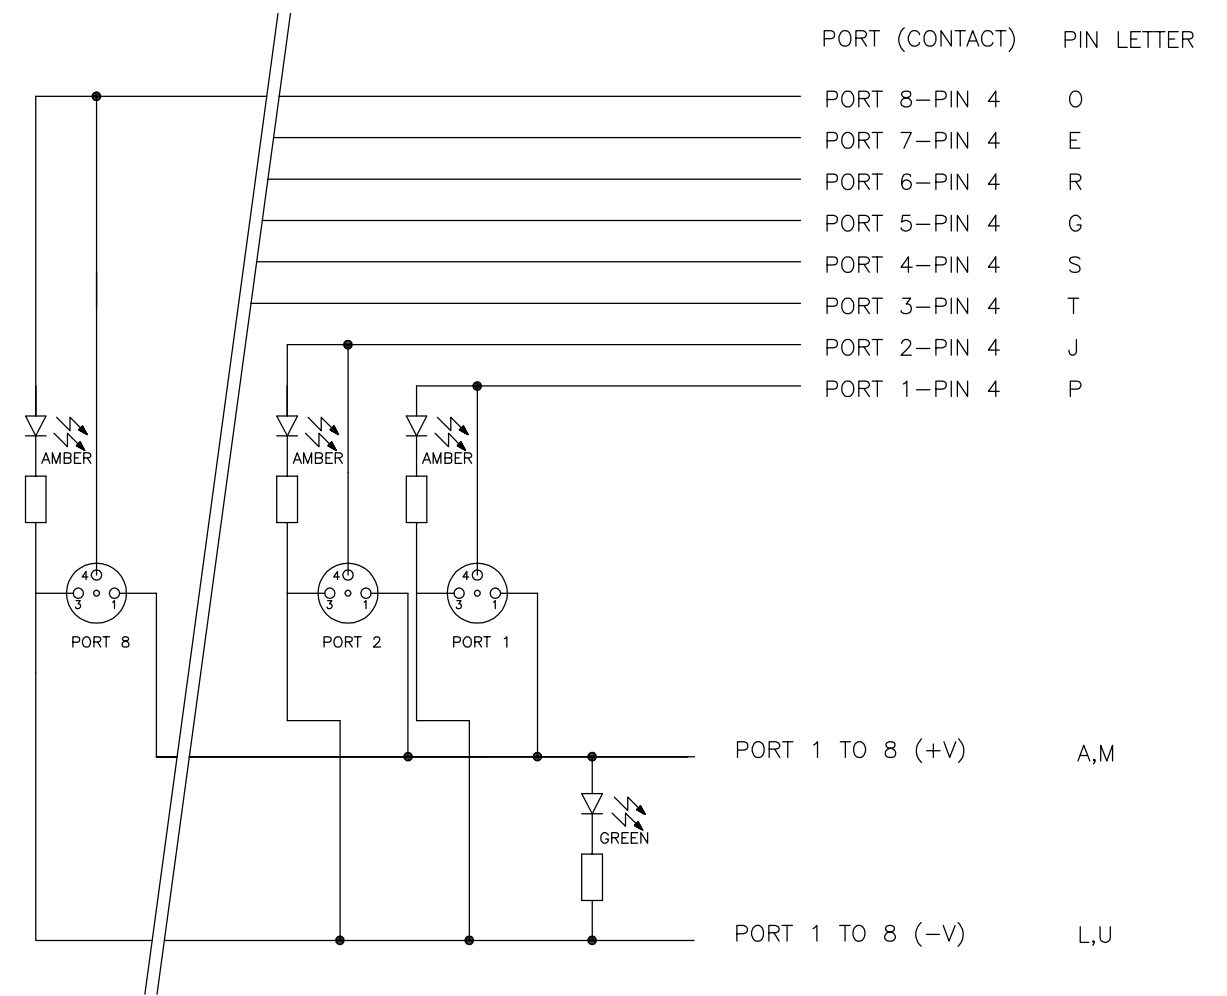 PORT (CONTACT) PIN LETTER
PORT 8-PIN 4 O
PORT 7-PIN 4 E
PORT 6-PIN 4 R
PORT 5-PIN 4 G
PORT 4-PIN 4 S
PORT 3-PIN 4 T
PORT 2-PIN 4 J
PORT 1-PIN 4 P
AMBER AMBER AMBER
4 4 4
3 1 3 1 3 1
PORT 8 PORT 2 PORT 1
PORT 1 TO 8 (+V) A,M
GREEN
PORT 1 TO 8 (-V) L,U